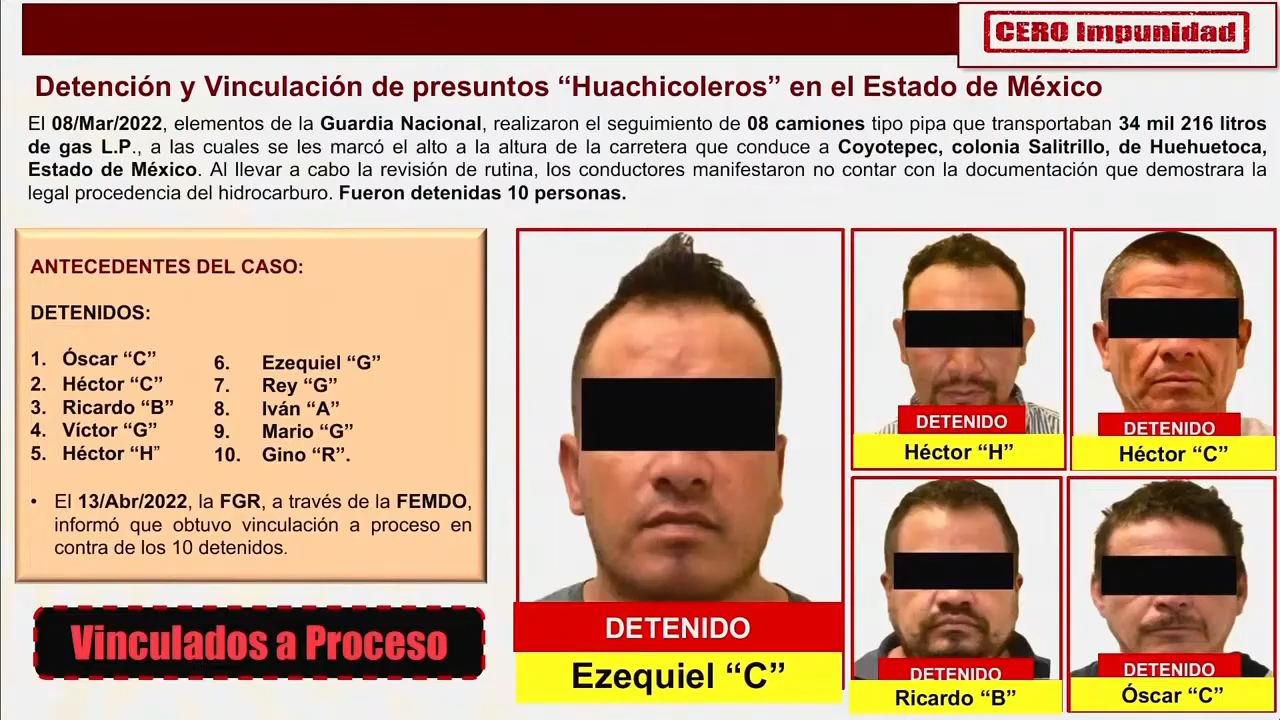 CERO Impunidad
Detención y Vinculación de presuntos “Huachicoleros” en el Estado de México
El 08/Mar/2022, elementos de la Guardia Nacional, realizaron el seguimiento de 08 camiones tipo pipa que transportaban 34 mil 216 litros
de gas L.P., a las cuales se les marcó el alto a la altura de la carretera que conduce a Coyotepec, colonia Salitrillo, de Huehuetoca,
Estado de México. Al llevar a cabo la revisión de rutina, los conductores manifestaron no contar con la documentación que demostrara la
legal procedencia del hidrocarburo. Fueron detenidas 10 personas.
ANTECEDENTES DEL CASO:
DETENIDOS:
1. Óscar “C”
2. Héctor “C”
3. Ricardo “B”
4. Víctor “G”
5. Héctor “H”
6. Ezequiel “G”
7. Rey “G”
8. Iván “A”
9. Mario “G”
10. Gino “R”.
• El 13/Abr/2022, la FGR, a través de la FEMDO,
informó que obtuvo vinculación a proceso en
contra de los 10 detenidos.
Vinculados a Proceso
DETENIDO
Ezequiel “C”
DETENIDO
Héctor “H”
DETENIDO
Héctor “C”
DETENIDO
Ricardo “B”
DETENIDO
Óscar “C”